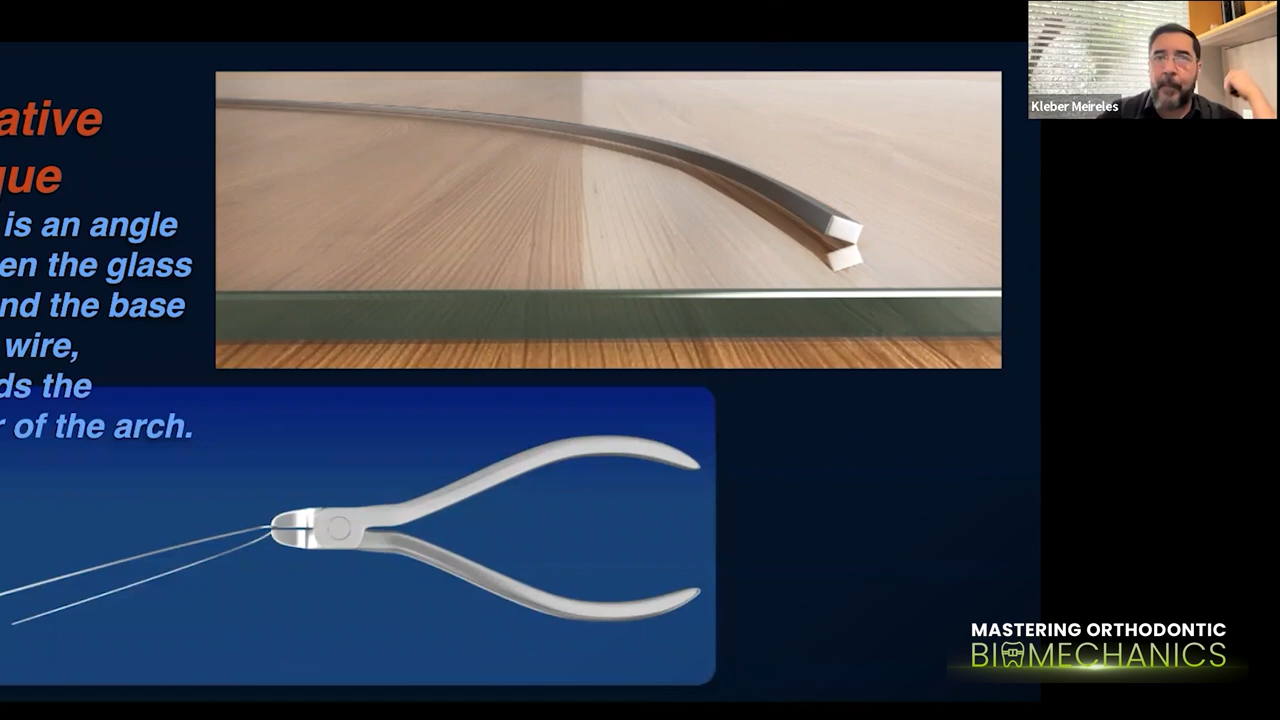 ative
que
is an angle
en the glass
nd the base
wire,
ds the
r of the arch.
Kleber Meireles
MASTERING ORTHODONTIC
BIOMECHANICS